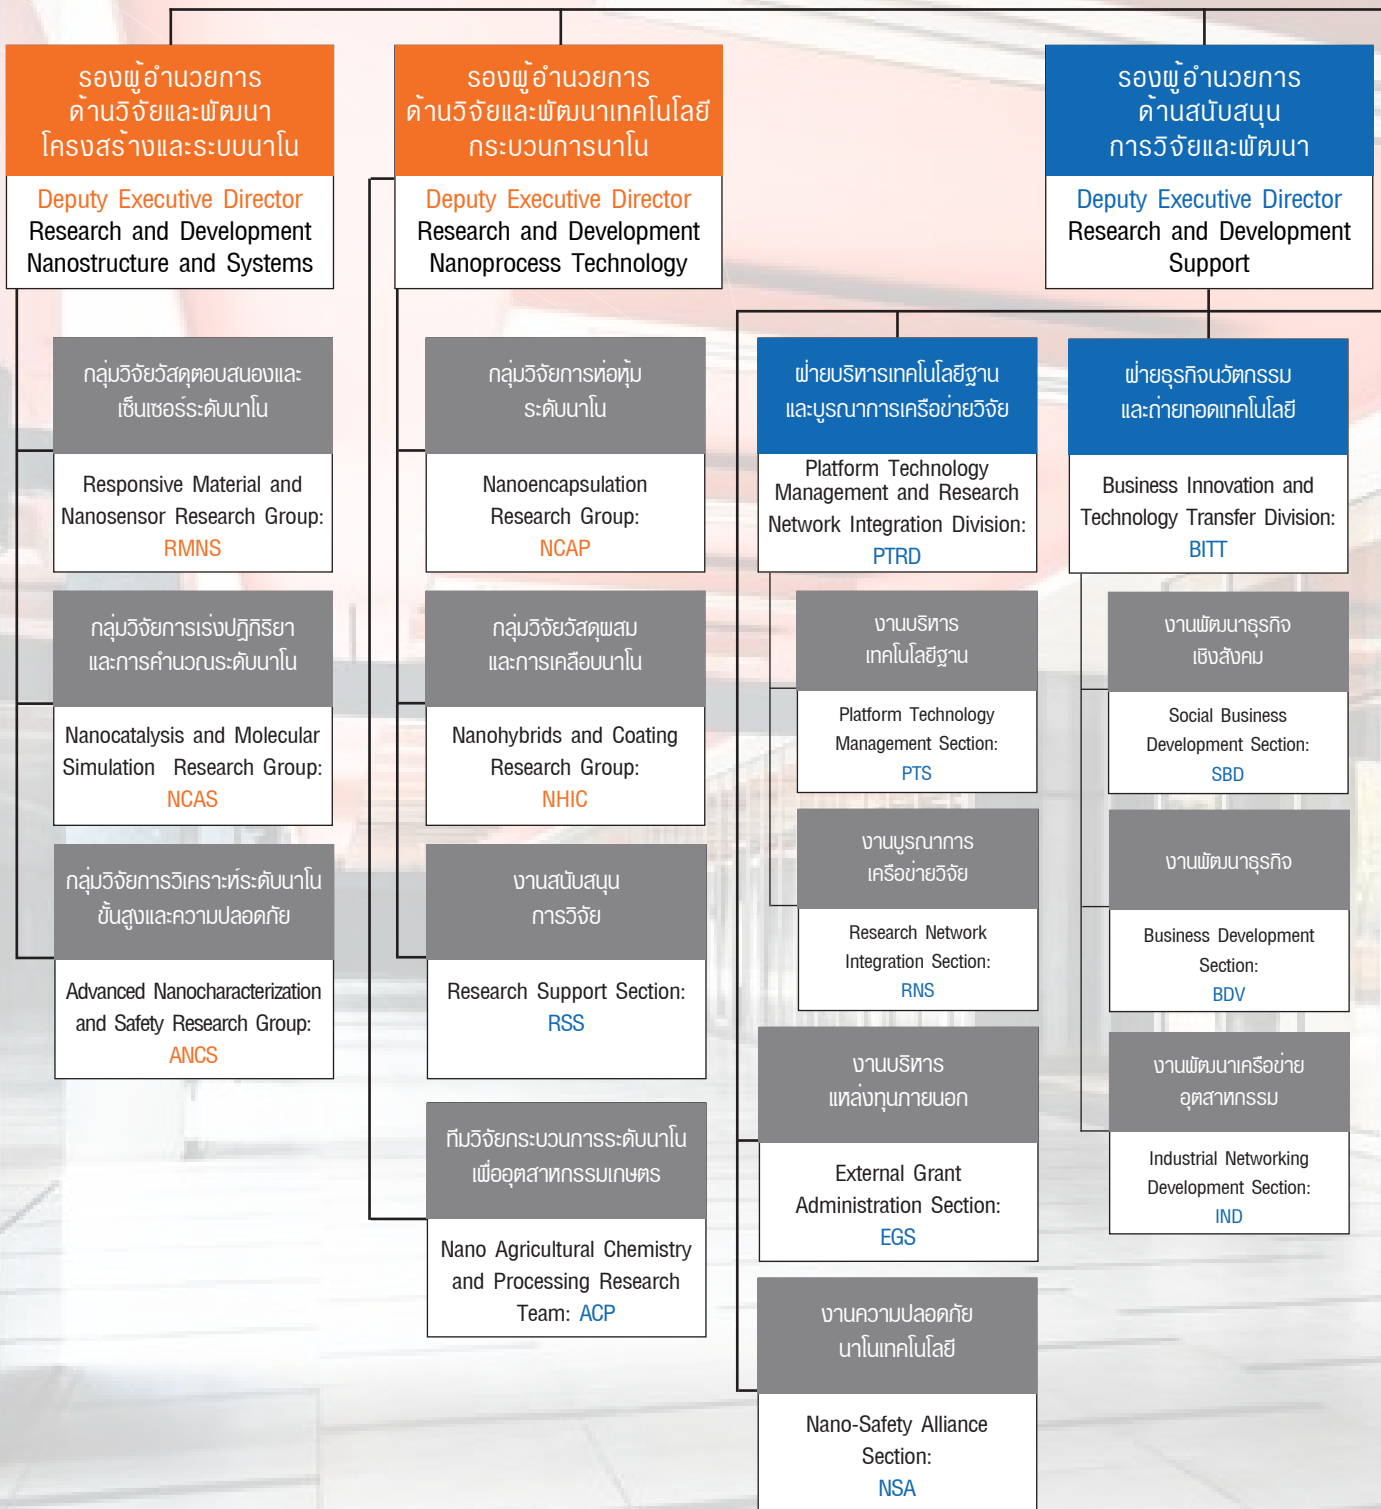 รองผู้อำนวยการ
ด้านวิจัยและพัฒนา
โครงสร้างและระบบนาโน
Deputy Executive Director
Research and Development
Nanostructure and Systems
กลุ่มวิจัยวัสดุตอบสนองและ
เซ็นเซอร์ระดับนาโน
Responsive Material and
Nanosensor Research Group:
RMNS
กลุ่มวิจัยการเร่งปฏิกิริยา
และการคำนวณระดับนาโน
Nanocatalysis and Molecular
Simulation Research Group:
NCAS
กลุ่มวิจัยการวิเคราะห์ระดับนาโน
ขั้นสูงและความปลอดภัย
Advanced Nanocharacterization
and Safety Research Group:
ANCS
รองผู้อำนวยการ
ด้านวิจัยและพัฒนาเทคโนโลยี
กระบวนการนาโน
Deputy Executive Director
Research and Development
Nanoprocess Technology
กลุ่มวิจัยการห่อหุ้ม
ระดับนาโน
Nanoencapsulation
Research Group:
NCAP
กลุ่มวิจัยวัสดุผสม
และการเคลือบนาโน
Nanohybrids and Coating
Research Group:
NHIC
งานสนับสนุน
การวิจัย
Research Support Section:
RSS
ทีมวิจัยกระบวนการระดับนาโน
เพื่ออุตสาหกรรมเกษตร
Nano Agricultural Chemistry
and Processing Research
Team: ACP
รองผู้อำนวยการ
ด้านสนับสนุน
การวิจัยและพัฒนา
Deputy Executive Director
Research and Development
Support
ฝ่ายบริหารเทคโนโลยีฐาน
และบูรณาการเครือข่ายวิจัย
Platform Technology
Management and Research
Network Integration Division:
PTRD
งานบริหาร
เทคโนโลยีฐาน
Platform Technology
Management Section:
PTS
งานบูรณาการ
เครือข่ายวิจัย
Research Network
Integration Section:
RNS
งานบริหาร
แหล่งทุนภายนอก
External Grant
Administration Section:
EGS
งานความปลอดภัย
นาโนเทคโนโลยี
Nano-Safety Alliance
Section:
NSA
ฝ่ายธุรกิจนวัตกรรม
และถ่ายทอดเทคโนโลยี
Business Innovation and
Technology Transfer Division:
BITT
งานพัฒนาธุรกิจ
เชิงสังคม
Social Business
Development Section:
SBD
งานพัฒนาธุรกิจ
Business Development
Section:
BDV
งานพัฒนาเครือข่าย
อุตสาหกรรม
Industrial Networking
Development Section:
IND